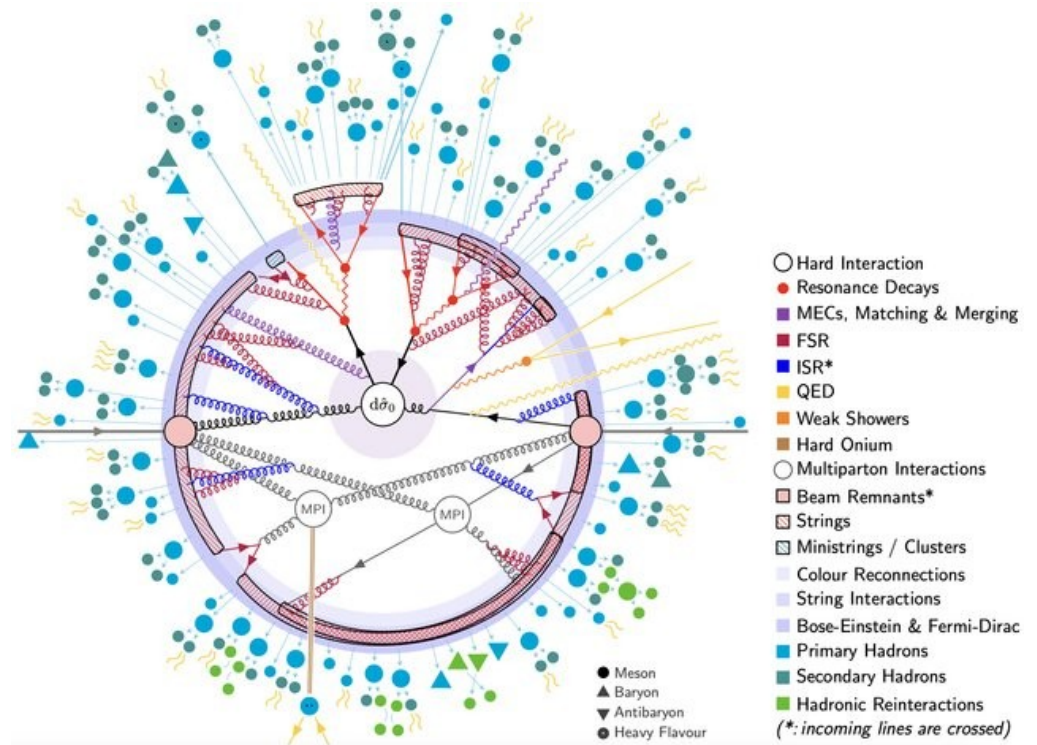 dσ̂₀
MPI
MPI
Hard Interaction
Resonance Decays
MECs, Matching & Merging
FSR
ISR*
QED
Weak Showers
Hard Onium
Multiparton Interactions
Beam Remnants*
Strings
Ministrings / Clusters
Colour Reconnections
String Interactions
Bose-Einstein & Fermi-Dirac
Primary Hadrons
Secondary Hadrons
Hadronic Reinteractions
(*: incoming lines are crossed)
Meson
Baryon
Antibaryon
Heavy Flavour